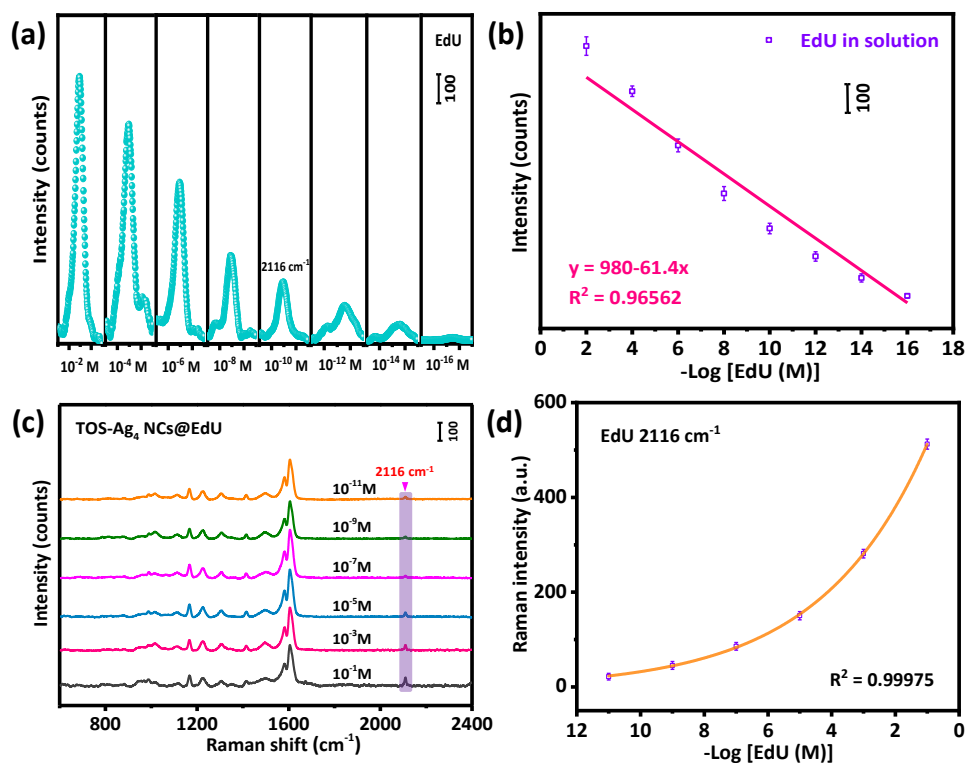 (a)
EdU
100
Intensity (counts)
2116 cm⁻¹
10⁻² M 10⁻⁴ M 10⁻⁶ M 10⁻⁸ M 10⁻¹⁰ M 10⁻¹² M 10⁻¹⁴ M 10⁻¹⁶ M
(b)
EdU in solution
100
Intensity (counts)
y = 980-61.4x
R² = 0.96562
0 2 4 6 8 10 12 14 16 18
-Log [EdU (M)]
(c)
TOS-Ag₄ NCs@EdU
100
2116 cm⁻¹
Intensity (counts)
10⁻¹¹M
10⁻⁹M
10⁻⁷M
10⁻⁵M
10⁻³M
10⁻¹M
800 1200 1600 2000 2400
Raman shift (cm⁻¹)
(d)
EdU 2116 cm⁻¹
Raman intensity (a.u.)
600
400
200
0
R² = 0.99975
12 10 8 6 4 2 0
-Log [EdU (M)]